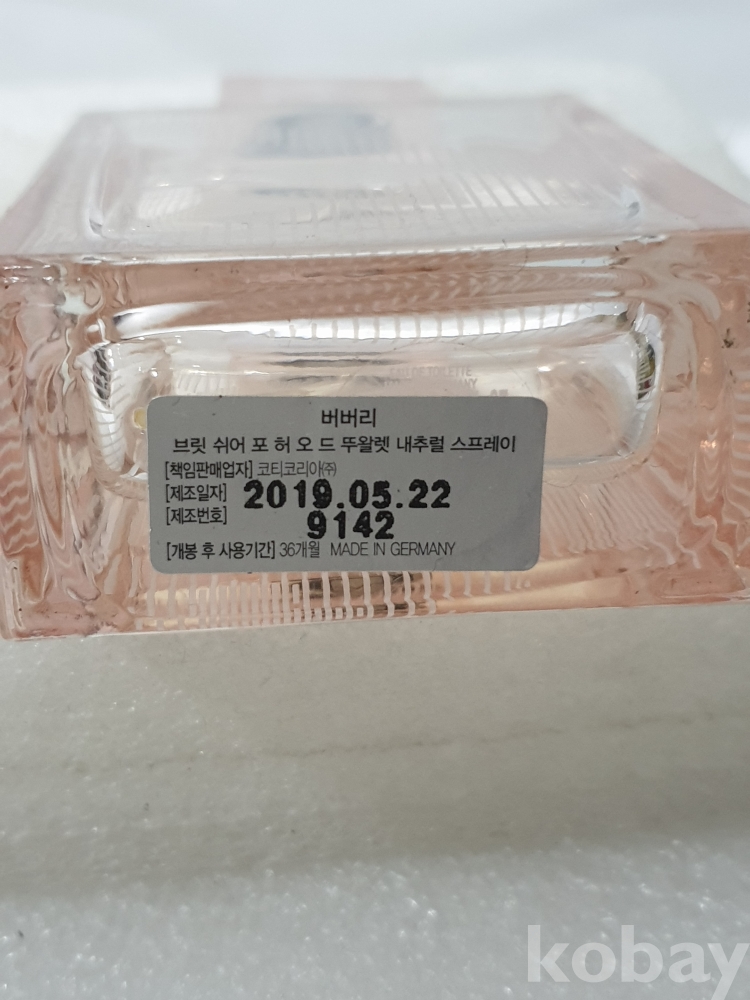 EAU DE TOILETTE
버버리
브릿 쉬어 포 허 오 드 뚜왈렛 내추럴 스프레이
[책임판매업자] 코티코리아㈜
[제조일자] 2019.05.22
[제조번호] 9142
[개봉 후 사용기간] 36개월 MADE IN GERMANY
kobay